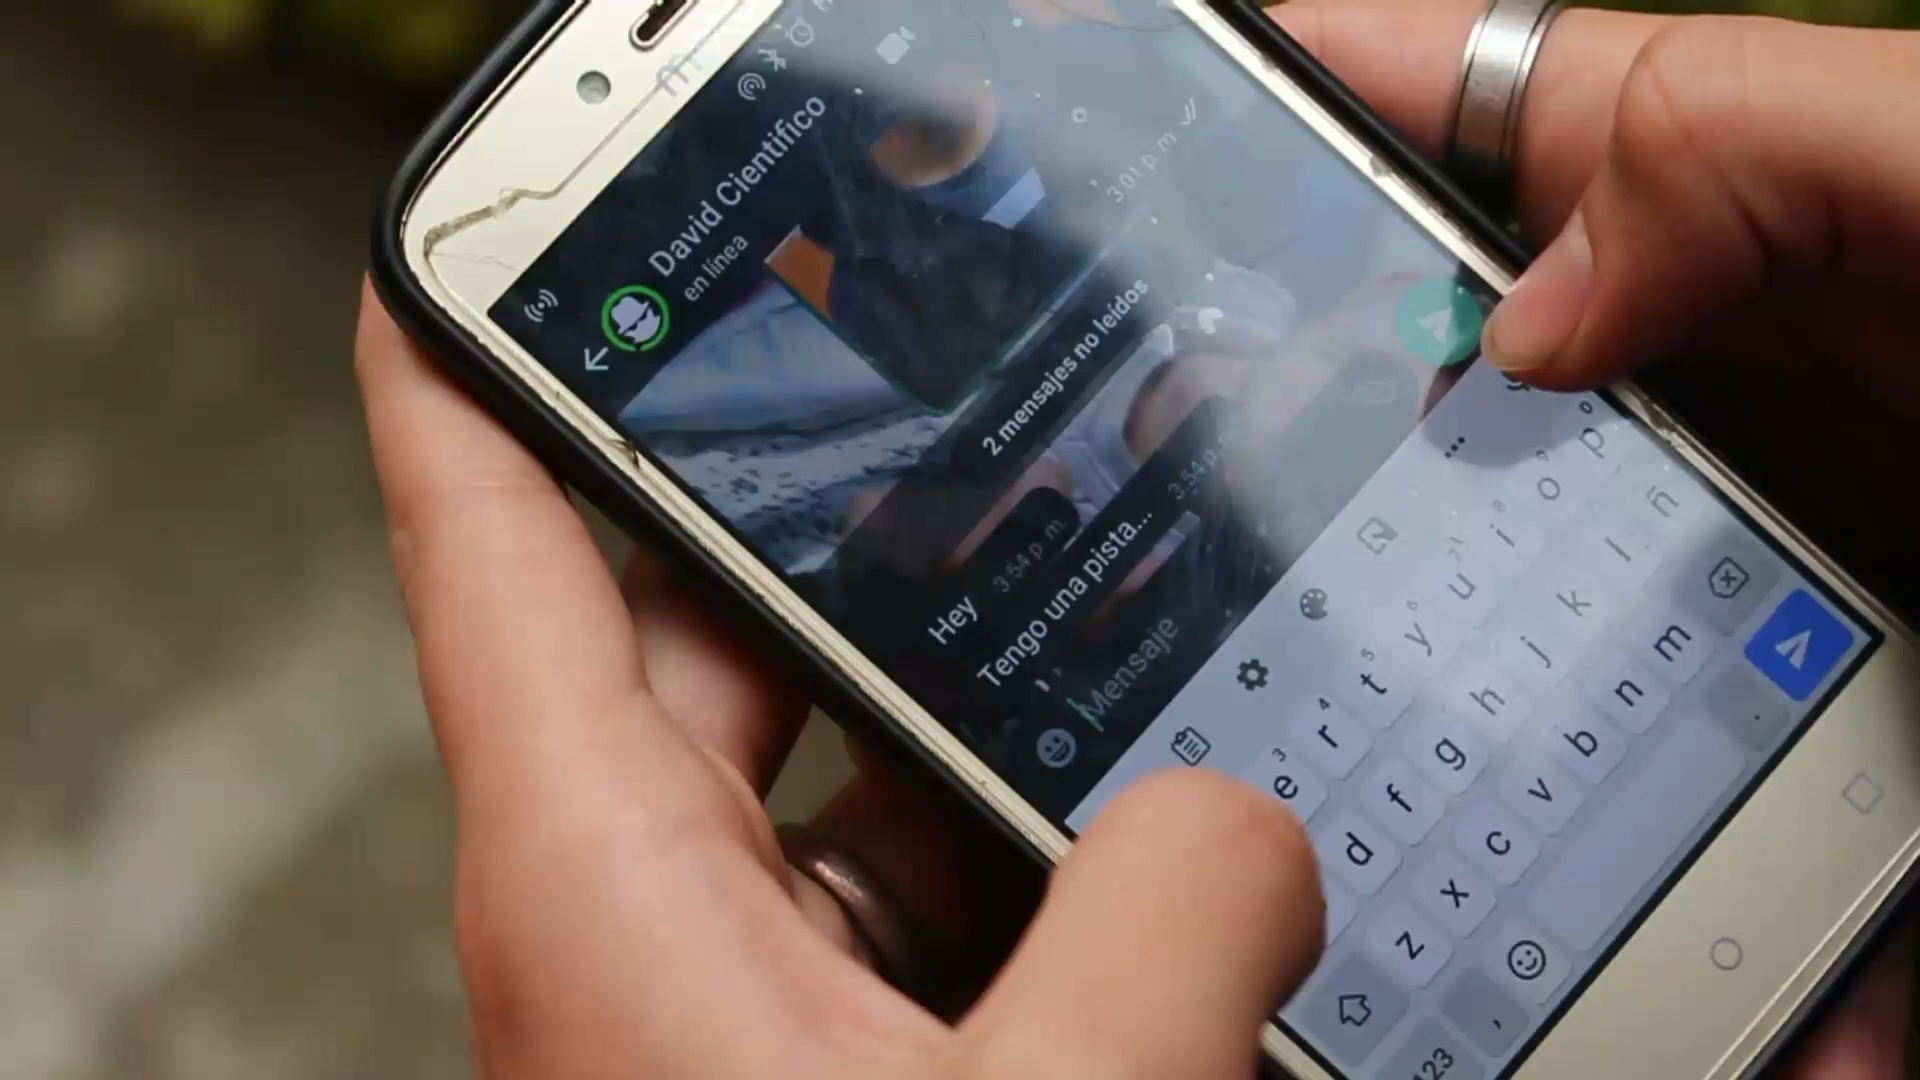 David Cientifico
en línea
3:01 p. m.
2 mensajes no leídos
Hey 3:54 p. m.
Tengo una pista... 3:54 p.
Mensaje
o p
e r t y u i o p
d f g h j k l ñ
z x c v b n m
, .
123